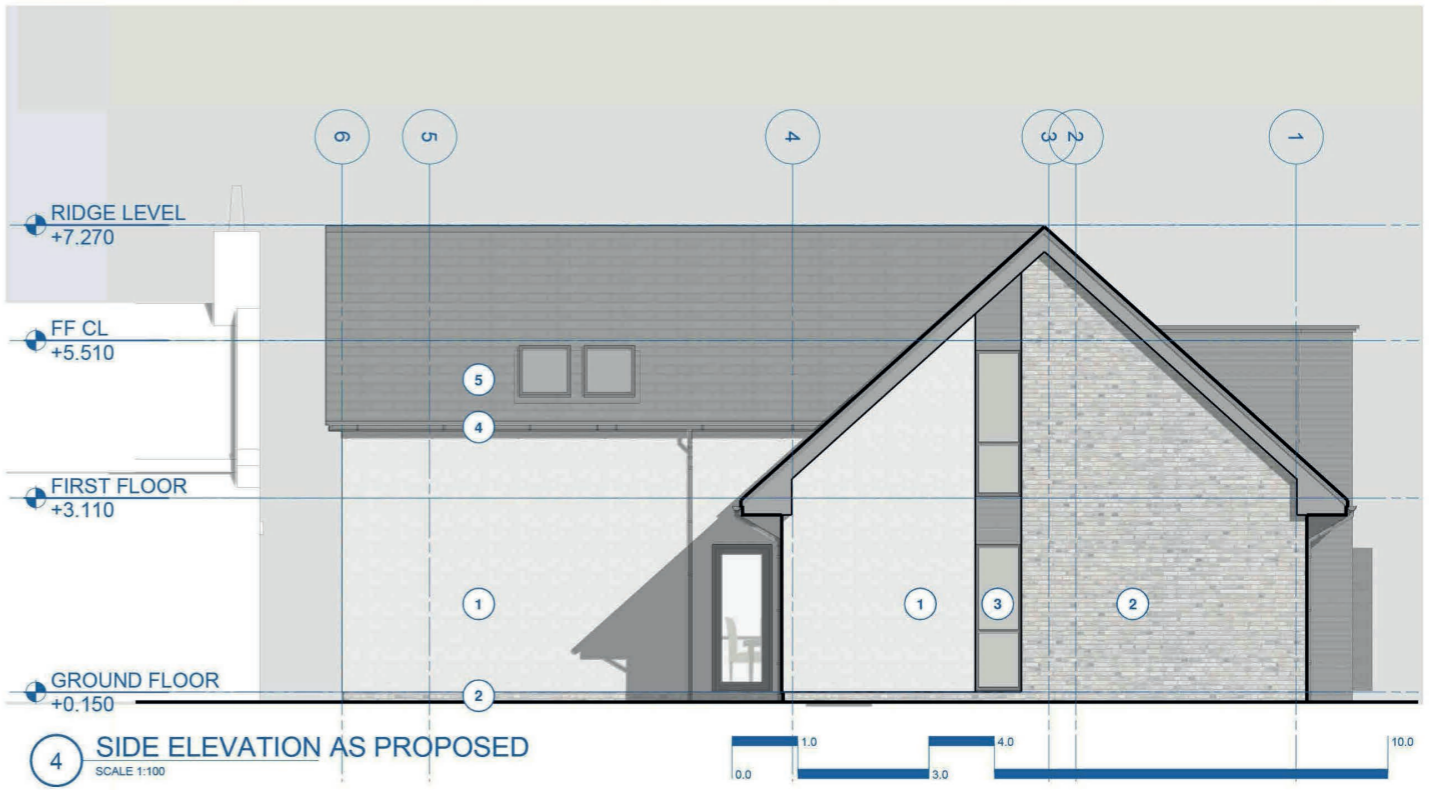 6 5 4 3 2 1
RIDGE LEVEL
+7.270
FF CL
+5.510
5
4
FIRST FLOOR
+3.110
1 1 3 2
GROUND FLOOR
+0.150
2
4 SIDE ELEVATION AS PROPOSED
SCALE 1:100
1.0 4.0 10.0
0.0 3.0